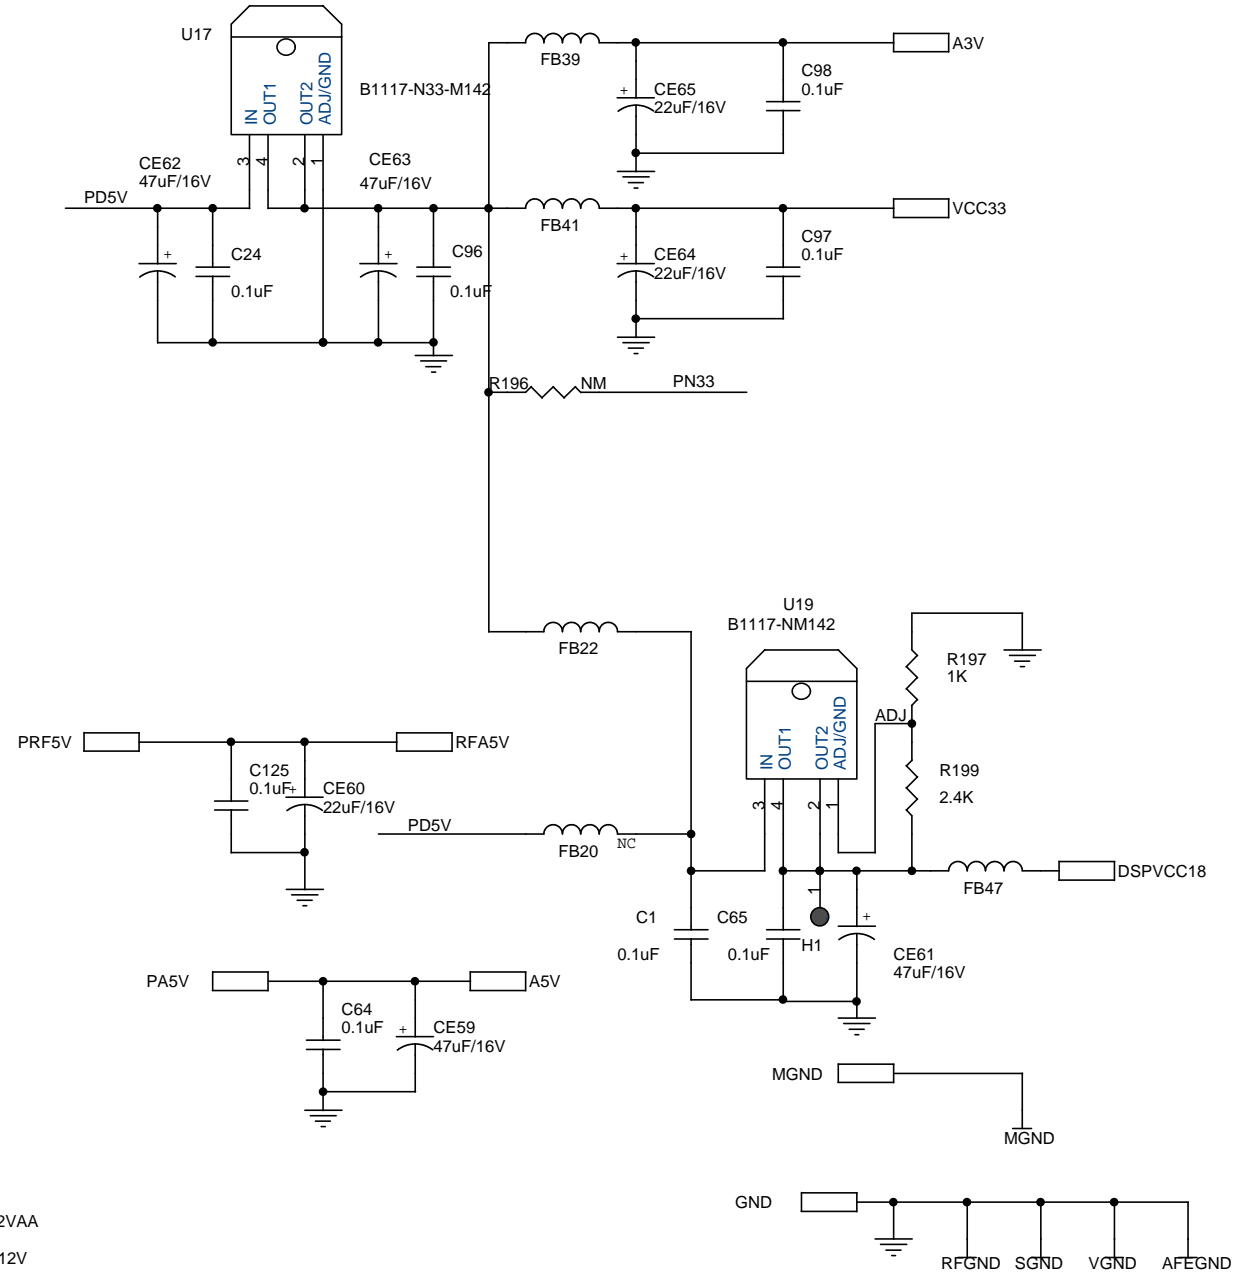 U17
IN
OUT1
OUT2
ADJ/GND
B1117-N33-M142
3
4
2
1
CE62
47uF/16V
CE63
47uF/16V
PD5V
+
C24
0.1uF
+
C96
0.1uF
FB39
A3V
+
CE65
22uF/16V
C98
0.1uF
FB41
VCC33
+
CE64
22uF/16V
C97
0.1uF
R196
NM
PN33
FB22
U19
B1117-NM142
IN
OUT1
OUT2
ADJ/GND
3
4
2
1
ADJ
R197
1K
R199
2.4K
PRF5V
RFA5V
C125
0.1uF
+
CE60
22uF/16V
PD5V
FB20
NC
FB47
DSPVCC18
C1
0.1uF
C65
0.1uF
1
H1
+
CE61
47uF/16V
PA5V
A5V
C64
0.1uF
+
CE59
47uF/16V
MGND
MGND
GND
RFGND
SGND
VGND
AFEGND
2VAA
12V